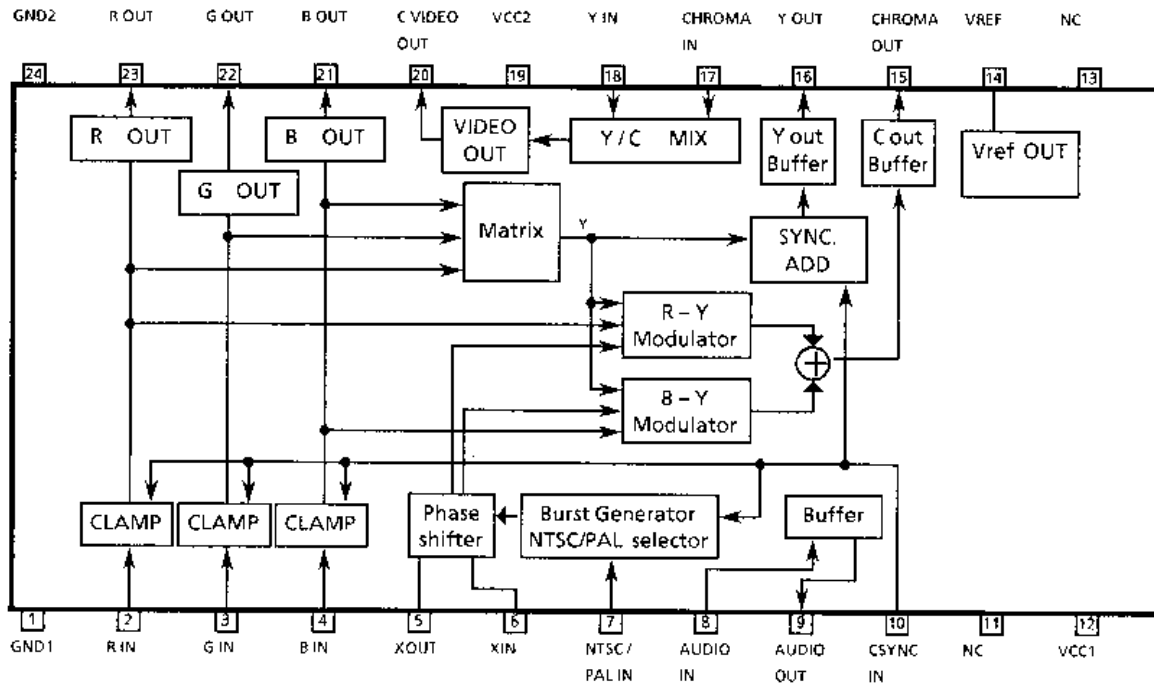 GND2 R OUT G OUT B OUT C VIDEO VCC2 Y IN CHROMA Y OUT CHROMA VREF NC
OUT IN OUT
24 23 22 21 20 19 18 17 16 15 14 13
R OUT
B OUT
VIDEO
OUT
Y / C MIX
Y out
Buffer
C out
Buffer
Vref OUT
G OUT
Matrix
Y
SYNC.
ADD
R – Y
Modulator
+
B – Y
Modulator
CLAMP CLAMP CLAMP
Phase
shifter
Burst Generator
NTSC/PAL selector
Buffer
1 2 3 4 5 6 7 8 9 10 11 12
GND1 R IN G IN B IN XOUT XIN NTSC / AUDIO AUDIO CSYNC NC VCC1
PAL IN IN OUT IN